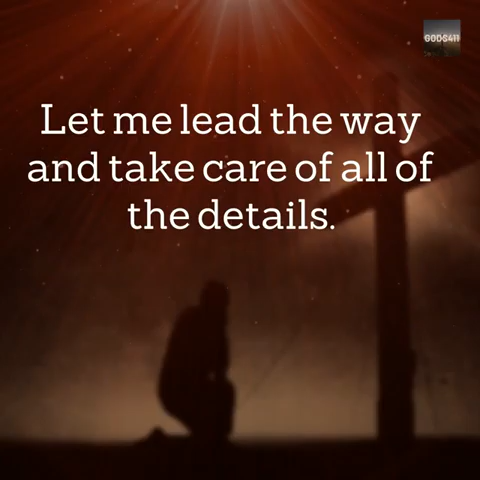 GODS411
Let me lead the way
and take care of all of
the details.